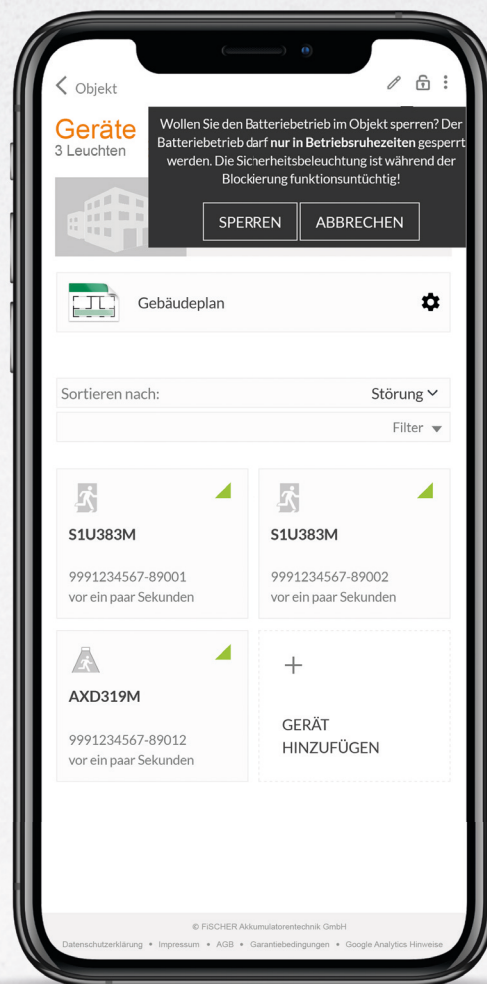 Objekt
Geräte
3 Leuchten
Wollen Sie den Batteriebetrieb im Objekt sperren? Der
Batteriebetrieb darf nur in Betriebsruhezeiten gesperrt
werden. Die Sicherheitsbeleuchtung ist während der
Blockierung funktionsuntüchtig!
SPERREN ABBRECHEN
Gebäudeplan
Sortieren nach: Störung
Filter
S1U383M
9991234567-89001
vor ein paar Sekunden
S1U383M
9991234567-89002
vor ein paar Sekunden
AXD319M
9991234567-89012
vor ein paar Sekunden
+
GERÄT
HINZUFÜGEN
© FiSCHER Akkumulatorentechnik GmbH
Datenschutzerklärung • Impressum • AGB • Garantiebedingungen • Google Analytics Hinweise